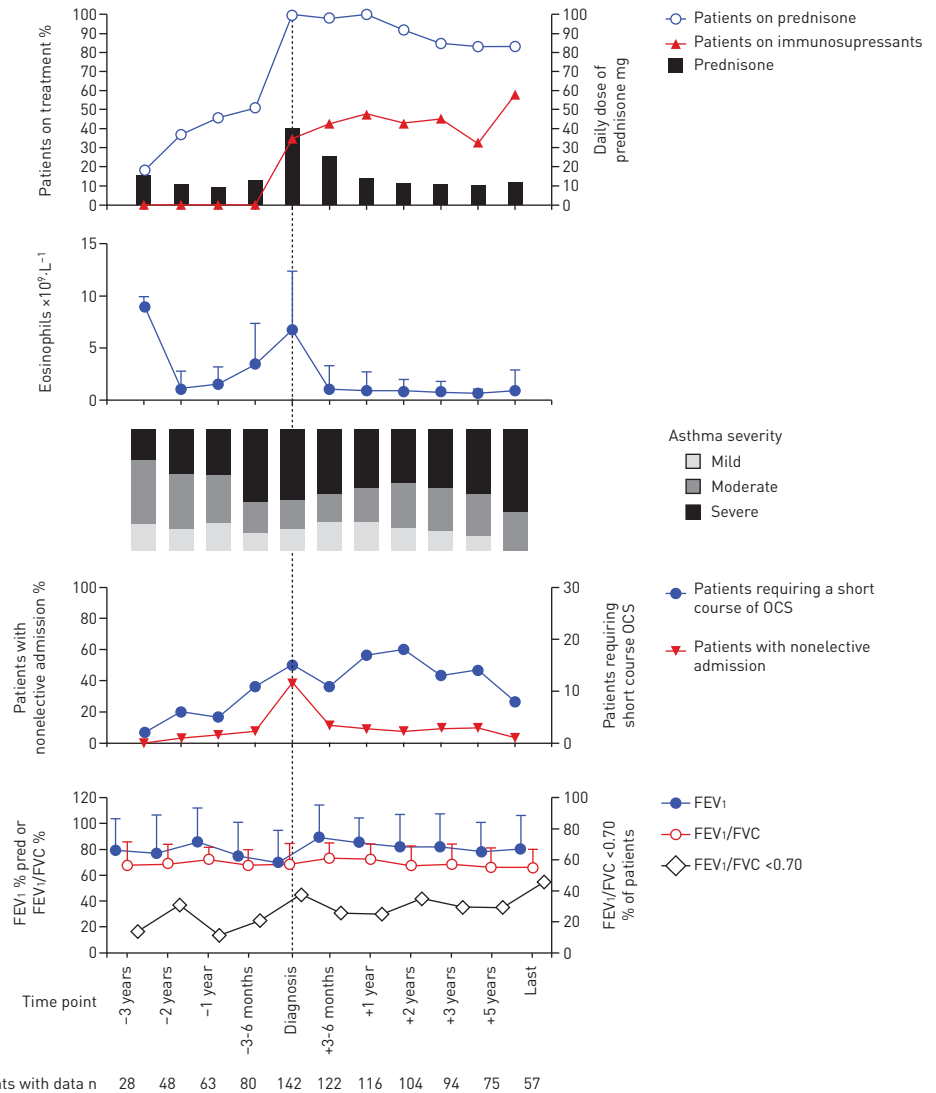 Patients on treatment %
100
90
80
70
60
50
40
30
20
10
0
100
90
80
70
60
50
40
30
20
10
0
Daily dose of
prednisone mg
Patients on prednisone
Patients on immunosupressants
Prednisone
Eosinophils ×10⁹·L⁻¹
15
10
5
0
Asthma severity
Mild
Moderate
Severe
Patients with
nonelective admission %
100
80
60
40
20
0
30
20
10
0
Patients requiring
short course OCS
Patients requiring a short
course of OCS
Patients with nonelective
admission
FEV₁ % pred or
FEV₁/FVC %
120
100
80
60
40
20
0
100
80
60
40
20
0
FEV₁/FVC <0.70
% of patients
FEV₁
FEV₁/FVC
FEV₁/FVC <0.70
Time point
−3 years
−2 years
−1 year
−3-6 months
Diagnosis
+3-6 months
+1 year
+2 years
+3 years
+5 years
Last
with data n 28 48 63 80 142 122 116 104 94 75 57